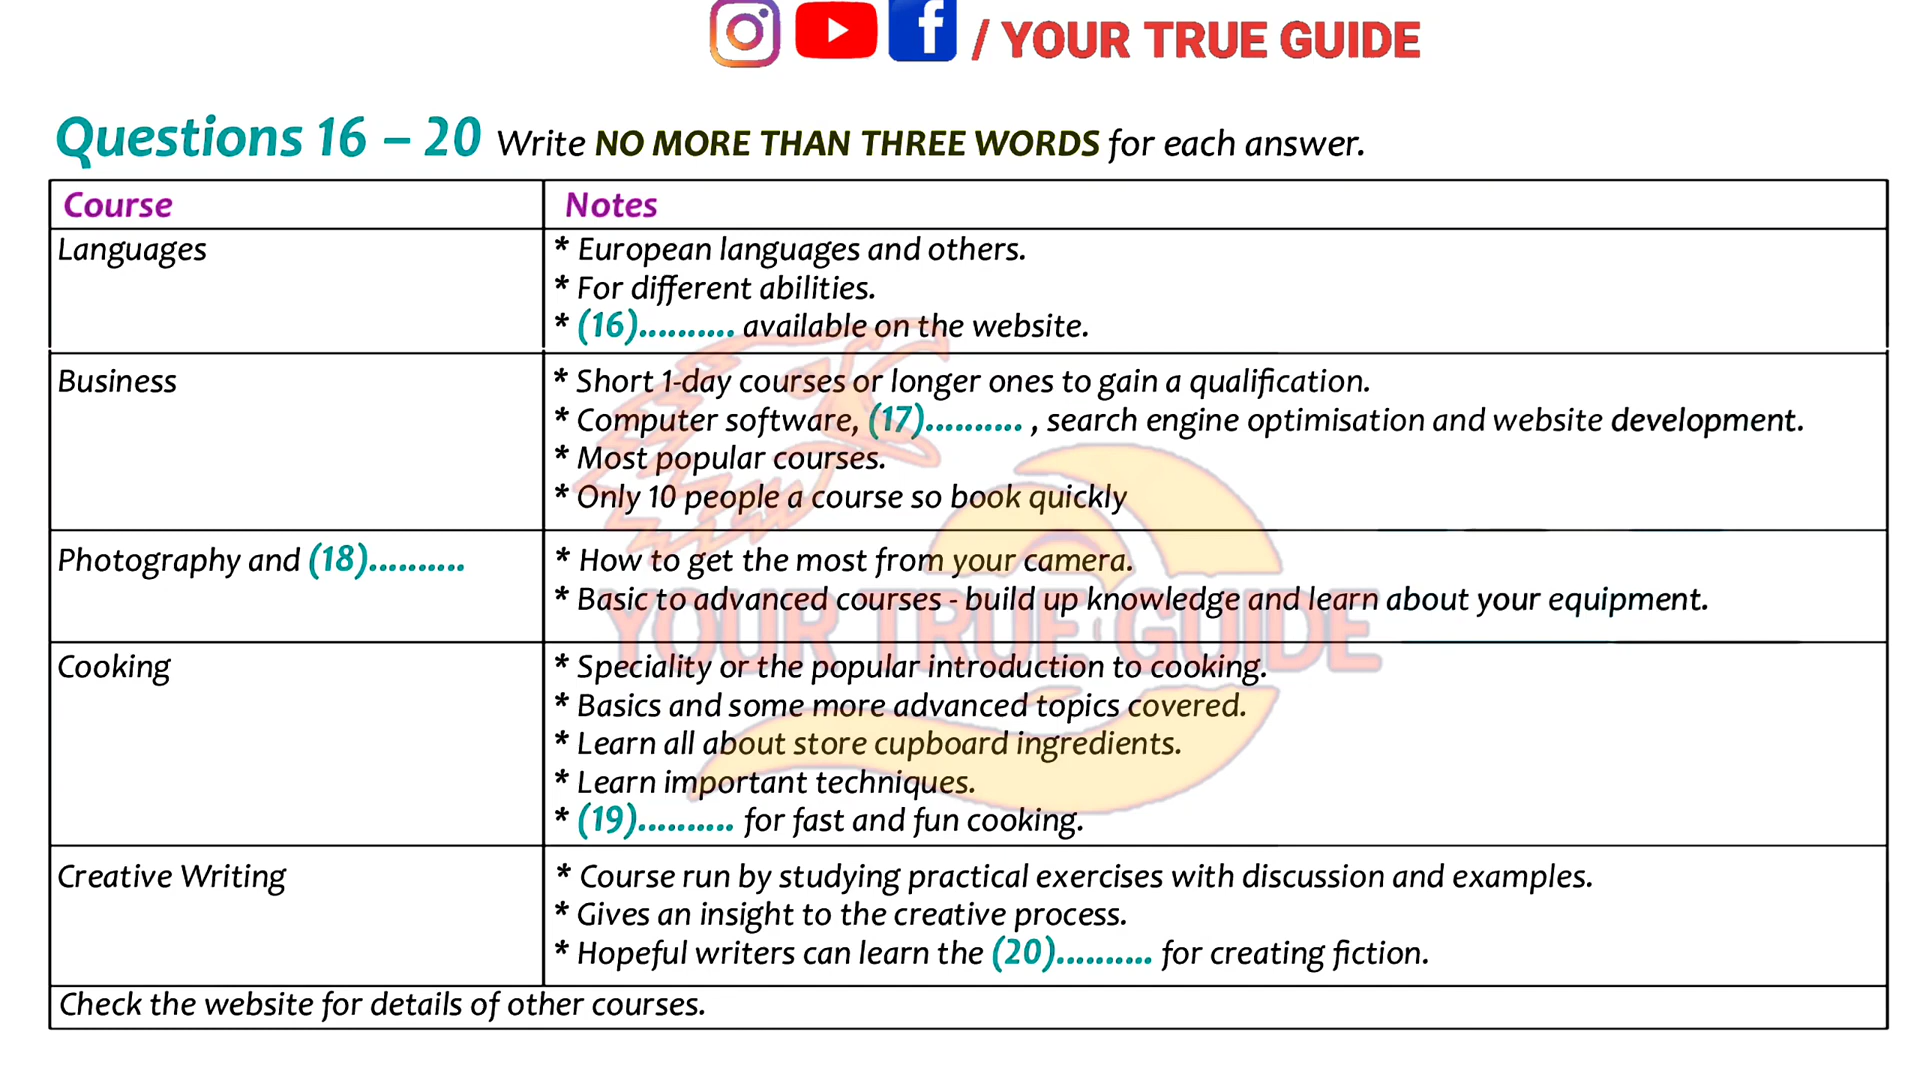 / YOUR TRUE GUIDE
Questions 16 – 20 Write NO MORE THAN THREE WORDS for each answer.
Course Notes
Languages * European languages and others.
* For different abilities.
* (16).......... available on the website.
Business * Short 1-day courses or longer ones to gain a qualification.
* Computer software, (17).......... , search engine optimisation and website development.
* Most popular courses.
* Only 10 people a course so book quickly
Photography and (18).......... * How to get the most from your camera.
* Basic to advanced courses - build up knowledge and learn about your equipment.
YOUR TRUE GUIDE
Cooking * Speciality or the popular introduction to cooking.
* Basics and some more advanced topics covered.
* Learn all about store cupboard ingredients.
* Learn important techniques.
* (19).......... for fast and fun cooking.
Creative Writing * Course run by studying practical exercises with discussion and examples.
* Gives an insight to the creative process.
* Hopeful writers can learn the (20).......... for creating fiction.
Check the website for details of other courses.